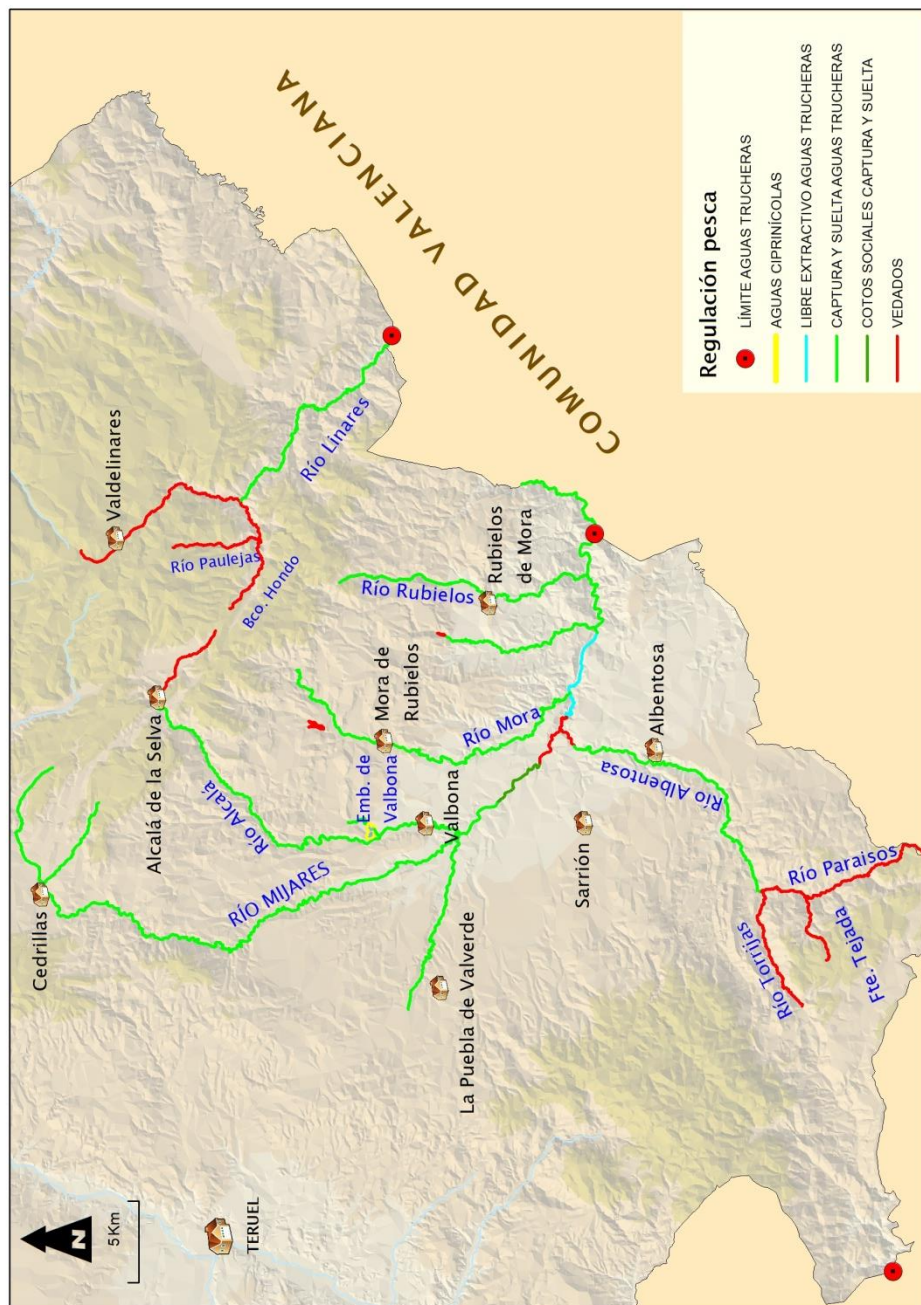 Cedrillas
Alcalá de la Selva
Valdelinares
Río Paulejas
Bco. Hondo
Río Linares
COMUNIDAD VALENCIANA
Río Alcalá
RÍO MIJARES
Emb. de
Valbona
Valbona
Mora de
Rubielos
Río Mora
Río Rubielos
Rubielos
de Mora
TERUEL
5Km
N
La Puebla de Valverde
Sarrión
Albentosa
Río Albentosa
Río Torrijas
Fte. Tejada
Río Paraisos
Regulación pesca
LÍMITE AGUAS TRUCHERAS
AGUAS CIPRINÍCOLAS
LIBRE EXTRACTIVO AGUAS TRUCHERAS
CAPTURA Y SUELTA AGUAS TRUCHERAS
COTOS SOCIALES CAPTURA Y SUELTA
VEDADOS